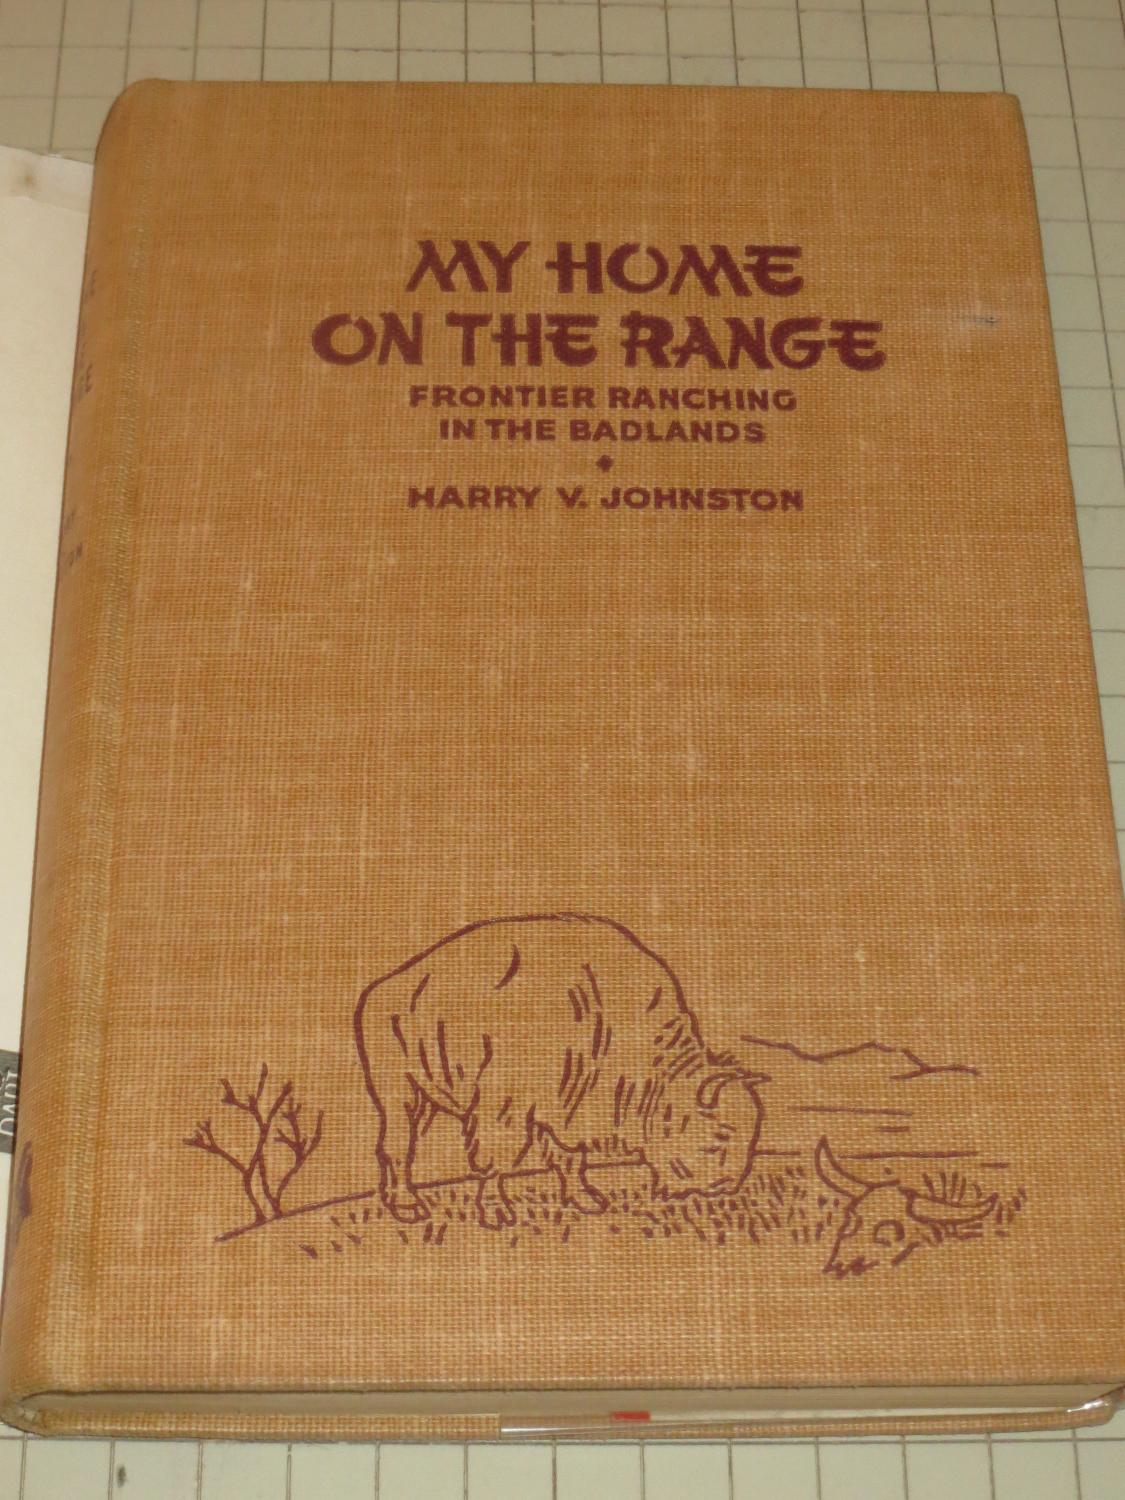 MY HOME
ON THE RANGE
FRONTIER RANCHING
IN THE BADLANDS
HARRY V. JOHNSTON